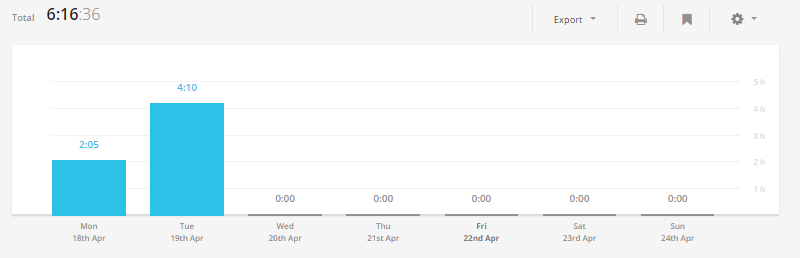 Total 6:16:36
Export
5 h
4:10
4 h
3 h
2:05
2 h
1 h
0:00 0:00 0:00 0:00 0:00
Mon Tue Wed Thu Fri Sat Sun
18th Apr 19th Apr 20th Apr 21st Apr 22nd Apr 23rd Apr 24th Apr